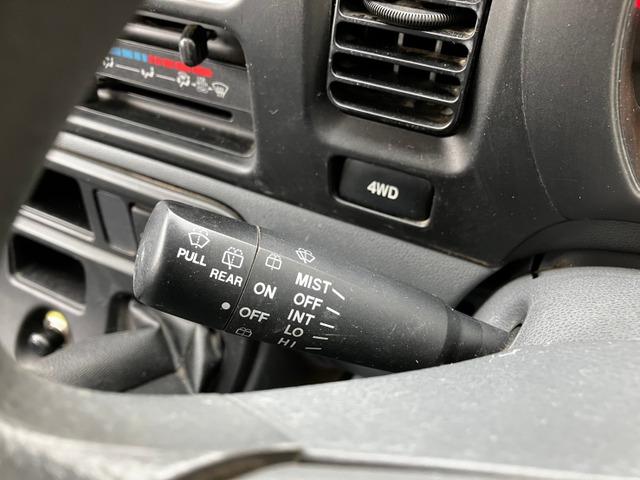 4WD
PULL
REAR
ON
OFF
MIST
OFF
INT
LO
HI